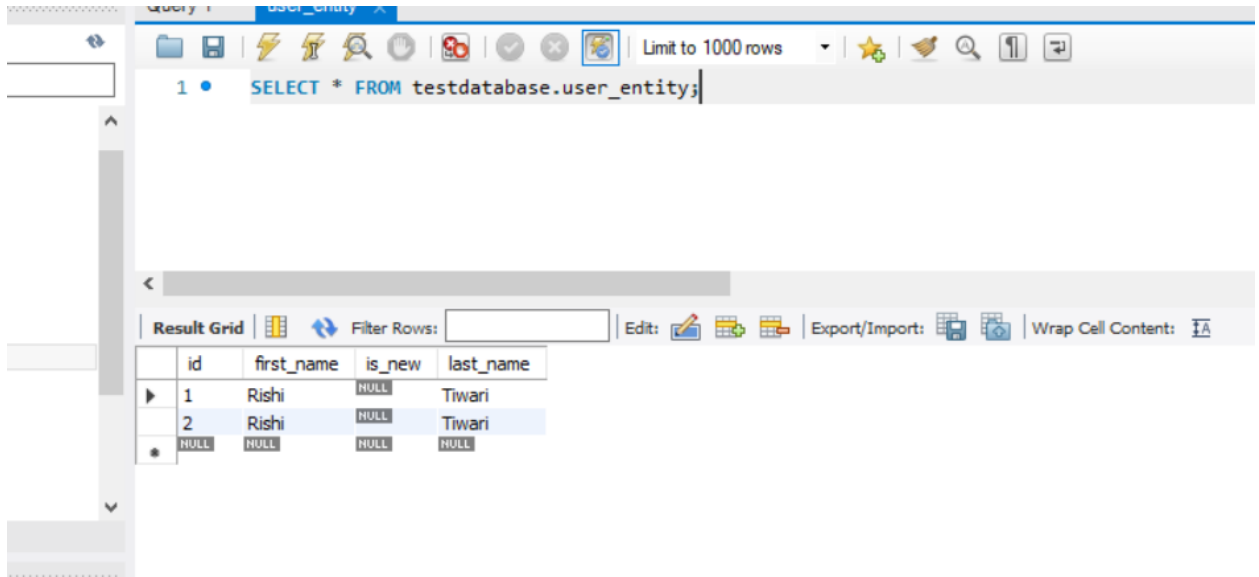 Query 1 user_entity
Limit to 1000 rows
1 SELECT * FROM testdatabase.user_entity;
Result Grid Filter Rows: Edit: Export/Import: Wrap Cell Content:
id first_name is_new last_name
1 Rishi NULL Tiwari
2 Rishi NULL Tiwari
NULL NULL NULL NULL